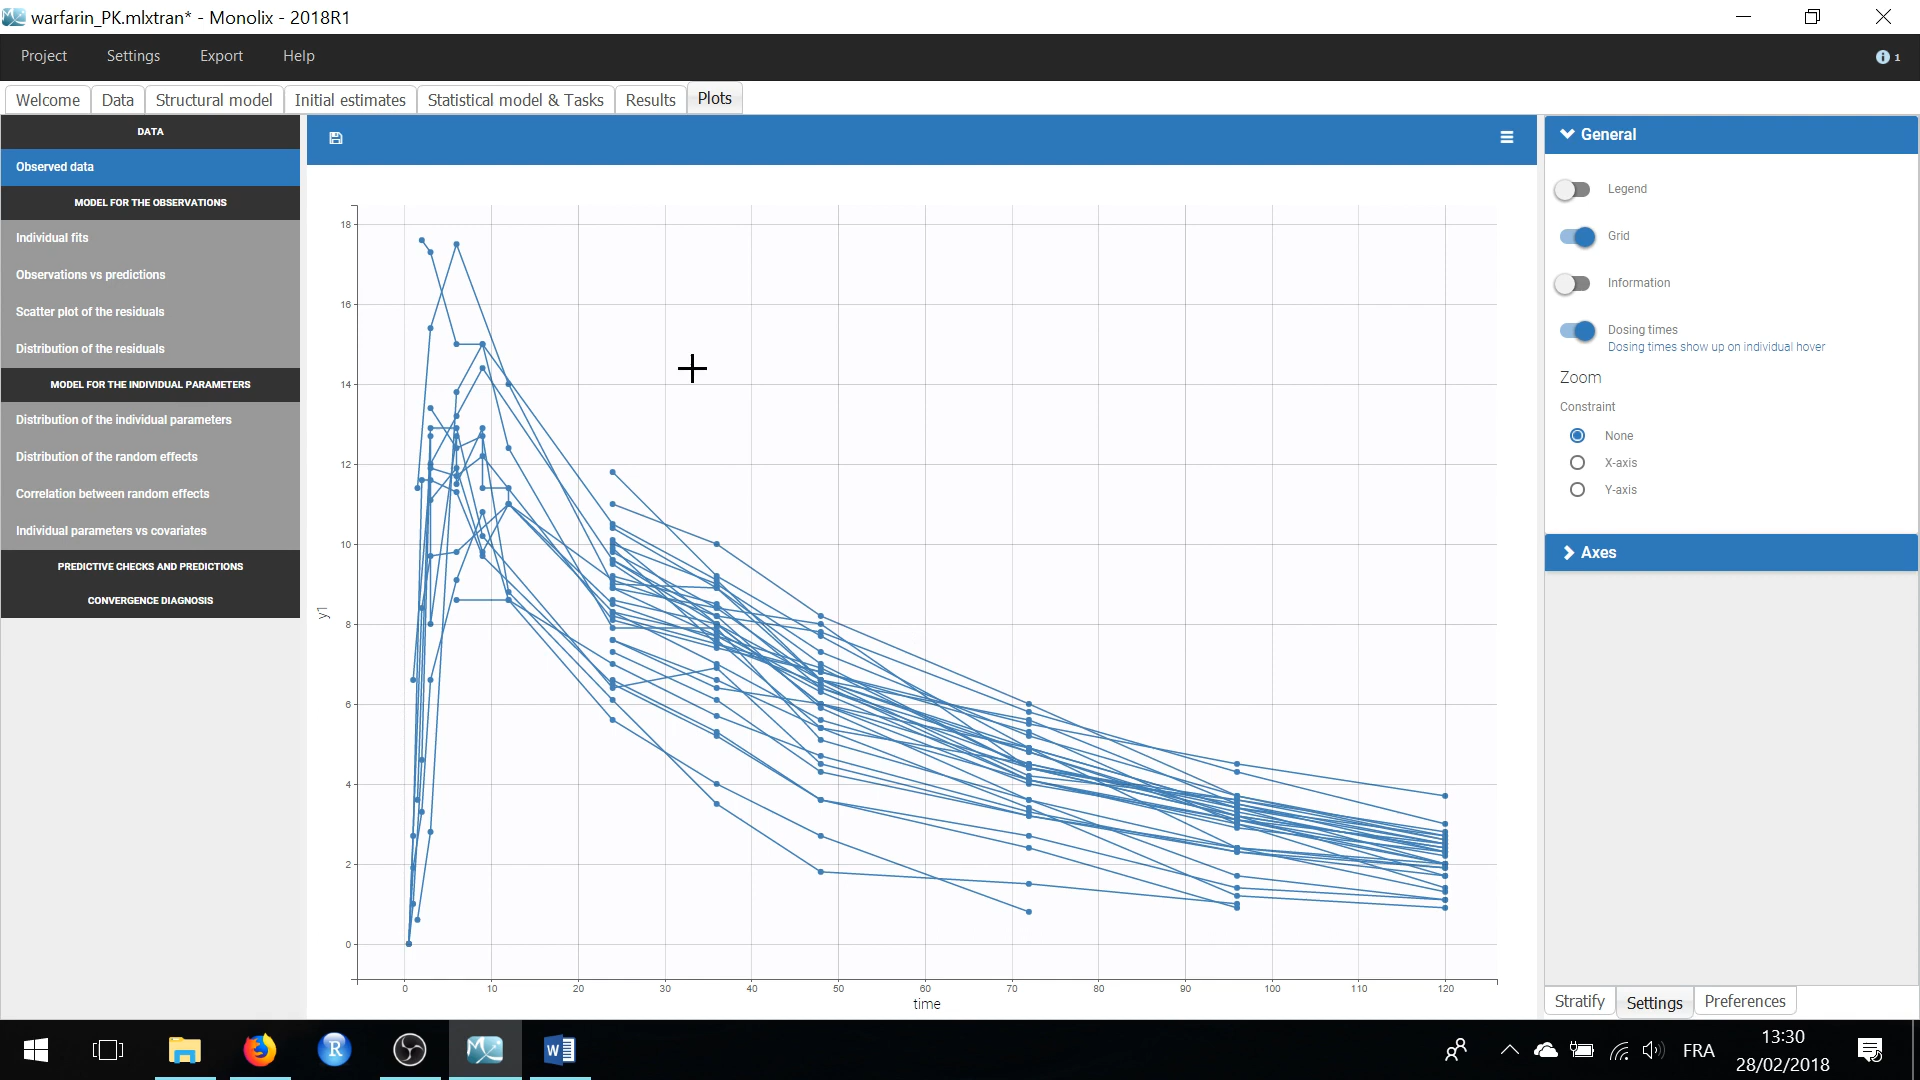 warfarin_PK.mlxtran* - Monolix - 2018R1
Project Settings Export Help
1
Welcome Data Structural model Initial estimates Statistical model & Tasks Results Plots
DATA
Observed data
MODEL FOR THE OBSERVATIONS
Individual fits
Observations vs predictions
Scatter plot of the residuals
Distribution of the residuals
MODEL FOR THE INDIVIDUAL PARAMETERS
Distribution of the individual parameters
Distribution of the random effects
Correlation between random effects
Individual parameters vs covariates
PREDICTIVE CHECKS AND PREDICTIONS
CONVERGENCE DIAGNOSIS
18
16
14
12
10
8
6
4
2
0
y1
0 10 20 30 40 50 60 70 80 90 100 110 120
time
General
Legend
Grid
Information
Dosing times
Dosing times show up on individual hover
Zoom
Constraint
None
X-axis
Y-axis
Axes
Stratify Settings Preferences
R
W
FRA
13:30
28/02/2018